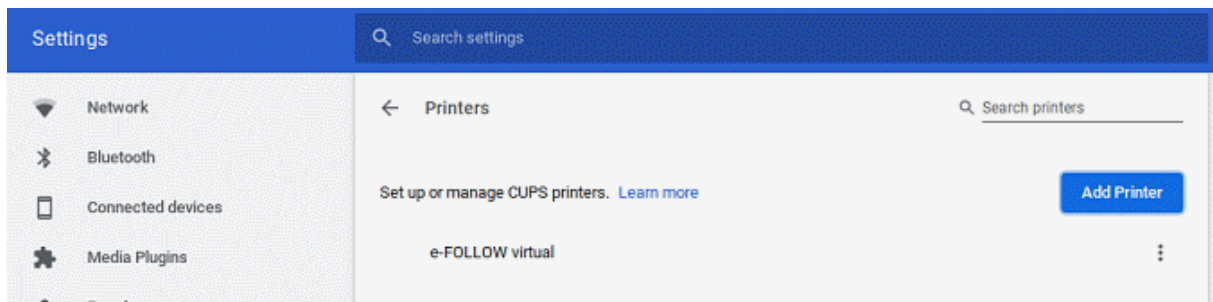 Settings
Search settings
Network
Bluetooth
Connected devices
Media Plugins
Printers
Search printers
Set up or manage CUPS printers. Learn more
Add Printer
e-FOLLOW virtual